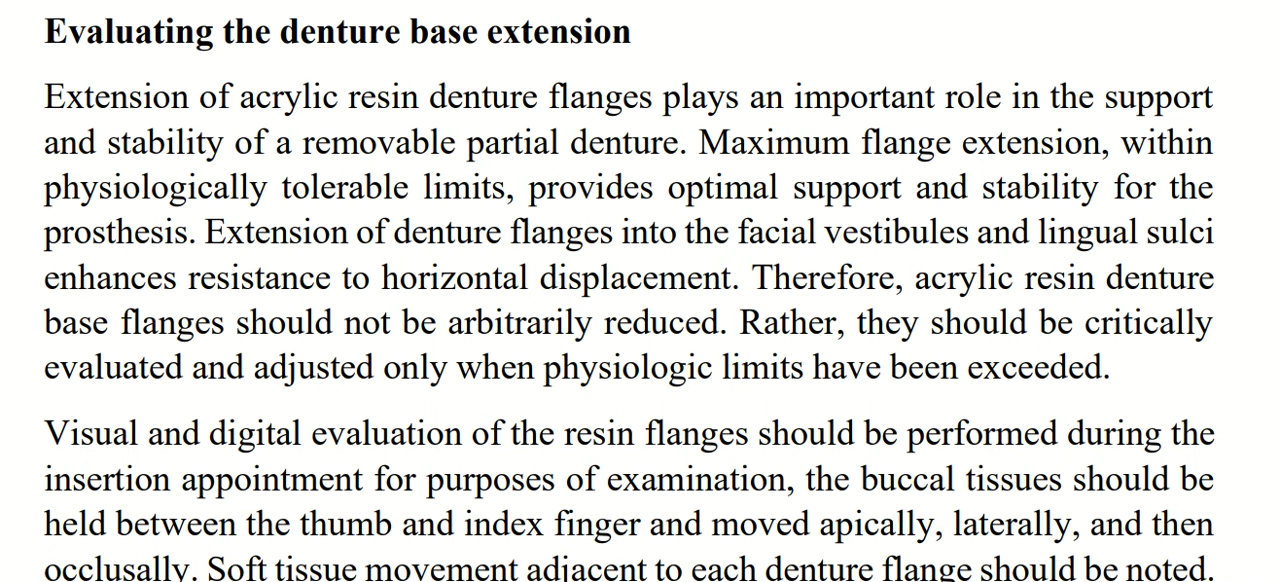 Evaluating the denture base extension
Extension of acrylic resin denture flanges plays an important role in the support
and stability of a removable partial denture. Maximum flange extension, within
physiologically tolerable limits, provides optimal support and stability for the
prosthesis. Extension of denture flanges into the facial vestibules and lingual sulci
enhances resistance to horizontal displacement. Therefore, acrylic resin denture
base flanges should not be arbitrarily reduced. Rather, they should be critically
evaluated and adjusted only when physiologic limits have been exceeded.
Visual and digital evaluation of the resin flanges should be performed during the
insertion appointment for purposes of examination, the buccal tissues should be
held between the thumb and index finger and moved apically, laterally, and then
occlusally. Soft tissue movement adjacent to each denture flange should be noted.